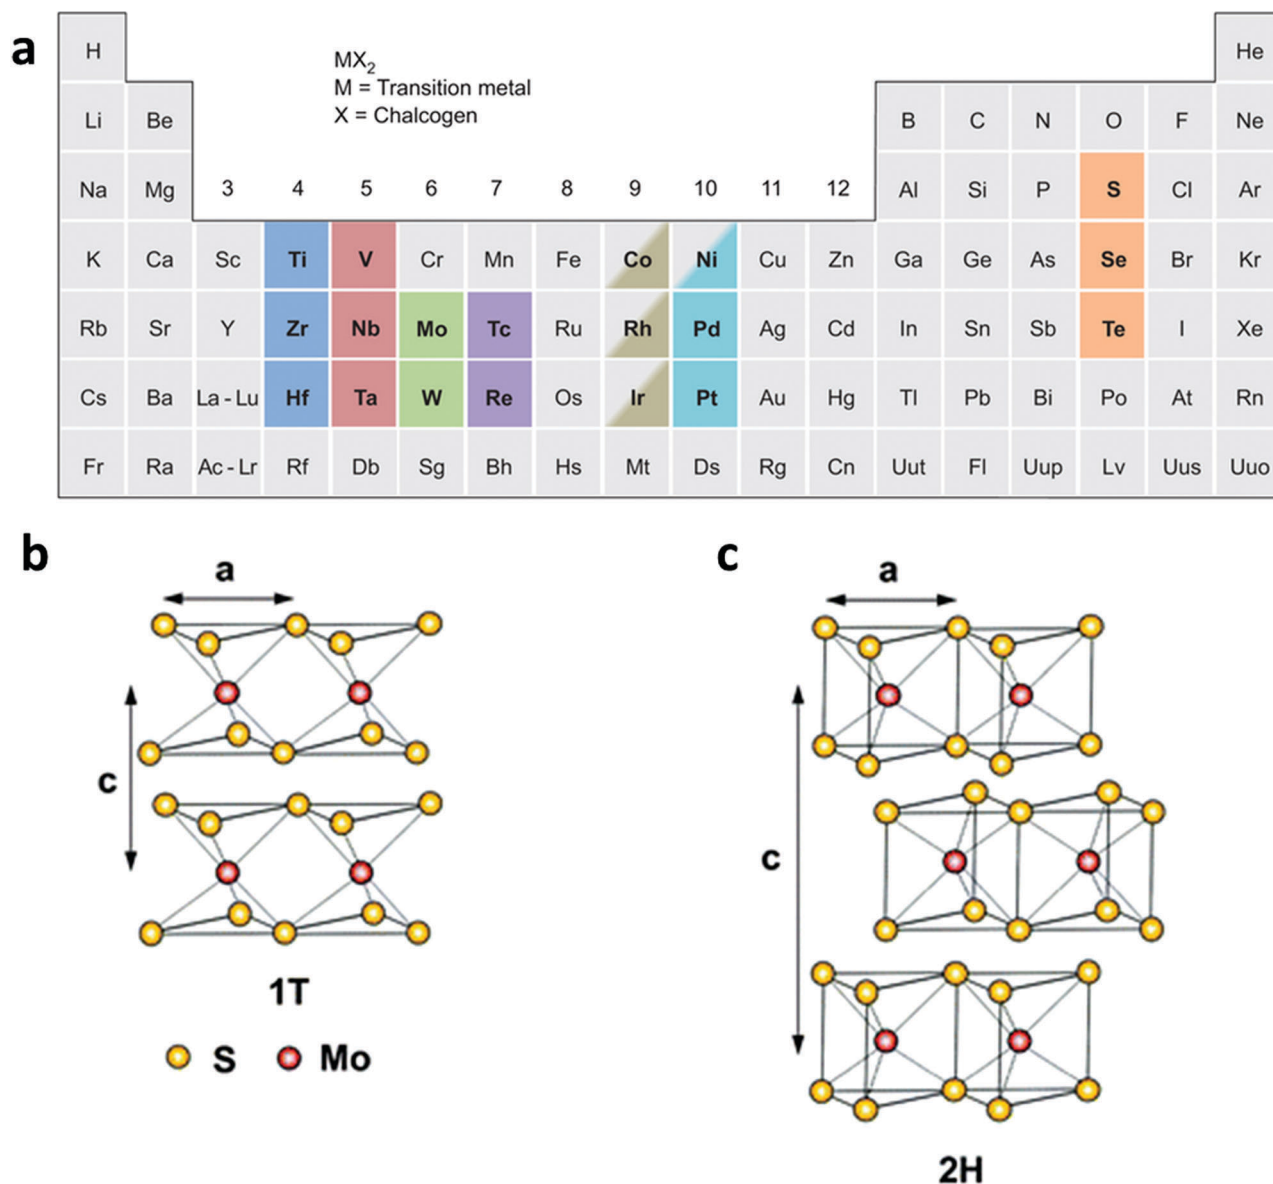 a
H He
MX2
M = Transition metal
X = Chalcogen
Li Be B C N O F Ne
Na Mg 3 4 5 6 7 8 9 10 11 12 Al Si P S Cl Ar
K Ca Sc Ti V Cr Mn Fe Co Ni Cu Zn Ga Ge As Se Br Kr
Rb Sr Y Zr Nb Mo Tc Ru Rh Pd Ag Cd In Sn Sb Te I Xe
Cs Ba La - Lu Hf Ta W Re Os Ir Pt Au Hg Tl Pb Bi Po At Rn
Fr Ra Ac - Lr Rf Db Sg Bh Hs Mt Ds Rg Cn Uut Fl Uup Lv Uus Uuo
b
a
c
1T
S Mo
c
a
c
2H